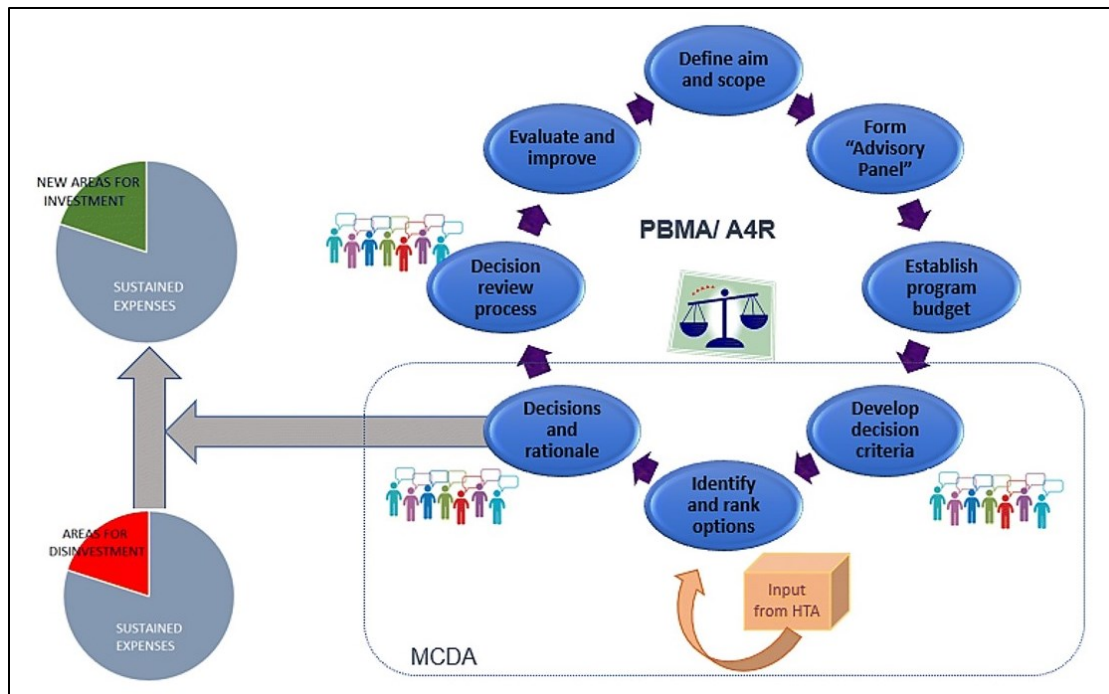 Define aim
and scope
Form
“Advisory
Panel”
Establish
program
budget
Develop
decision
criteria
Identify
and rank
options
Decisions
and
rationale
Decision
review
process
Evaluate and
improve
PBMA/ A4R
Input
from HTA
MCDA
NEW AREAS FOR
INVESTMENT
SUSTAINED
EXPENSES
AREAS FOR
DISINVESTMENT
SUSTAINED
EXPENSES